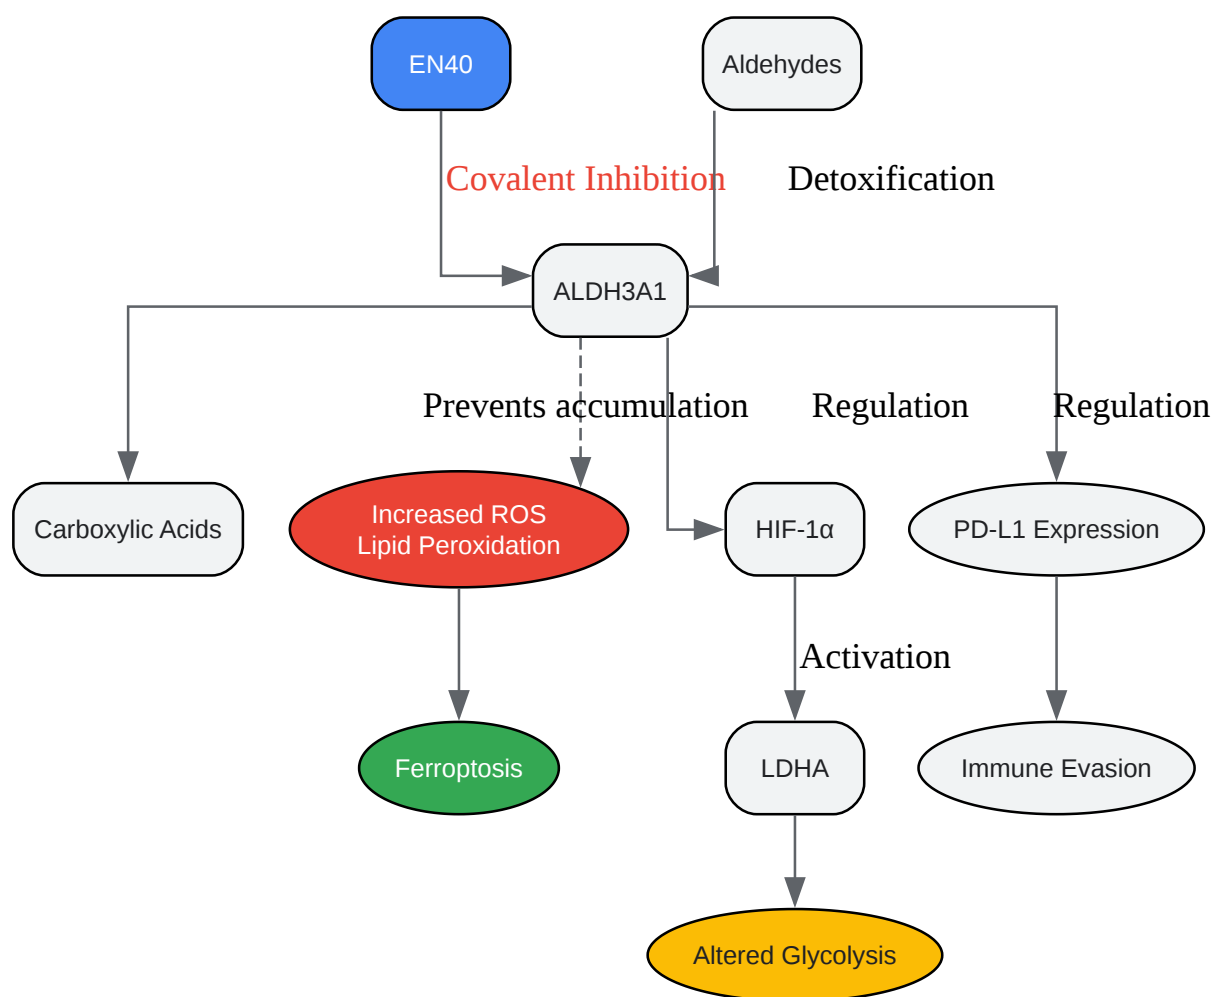 EN40
Aldehydes
Covalent Inhibition
Detoxification
ALDH3A1
Prevents accumulation
Regulation
Regulation
Carboxylic Acids
Increased ROS
Lipid Peroxidation
HIF-1α
PD-L1 Expression
Activation
Ferroptosis
LDHA
Immune Evasion
Altered Glycolysis